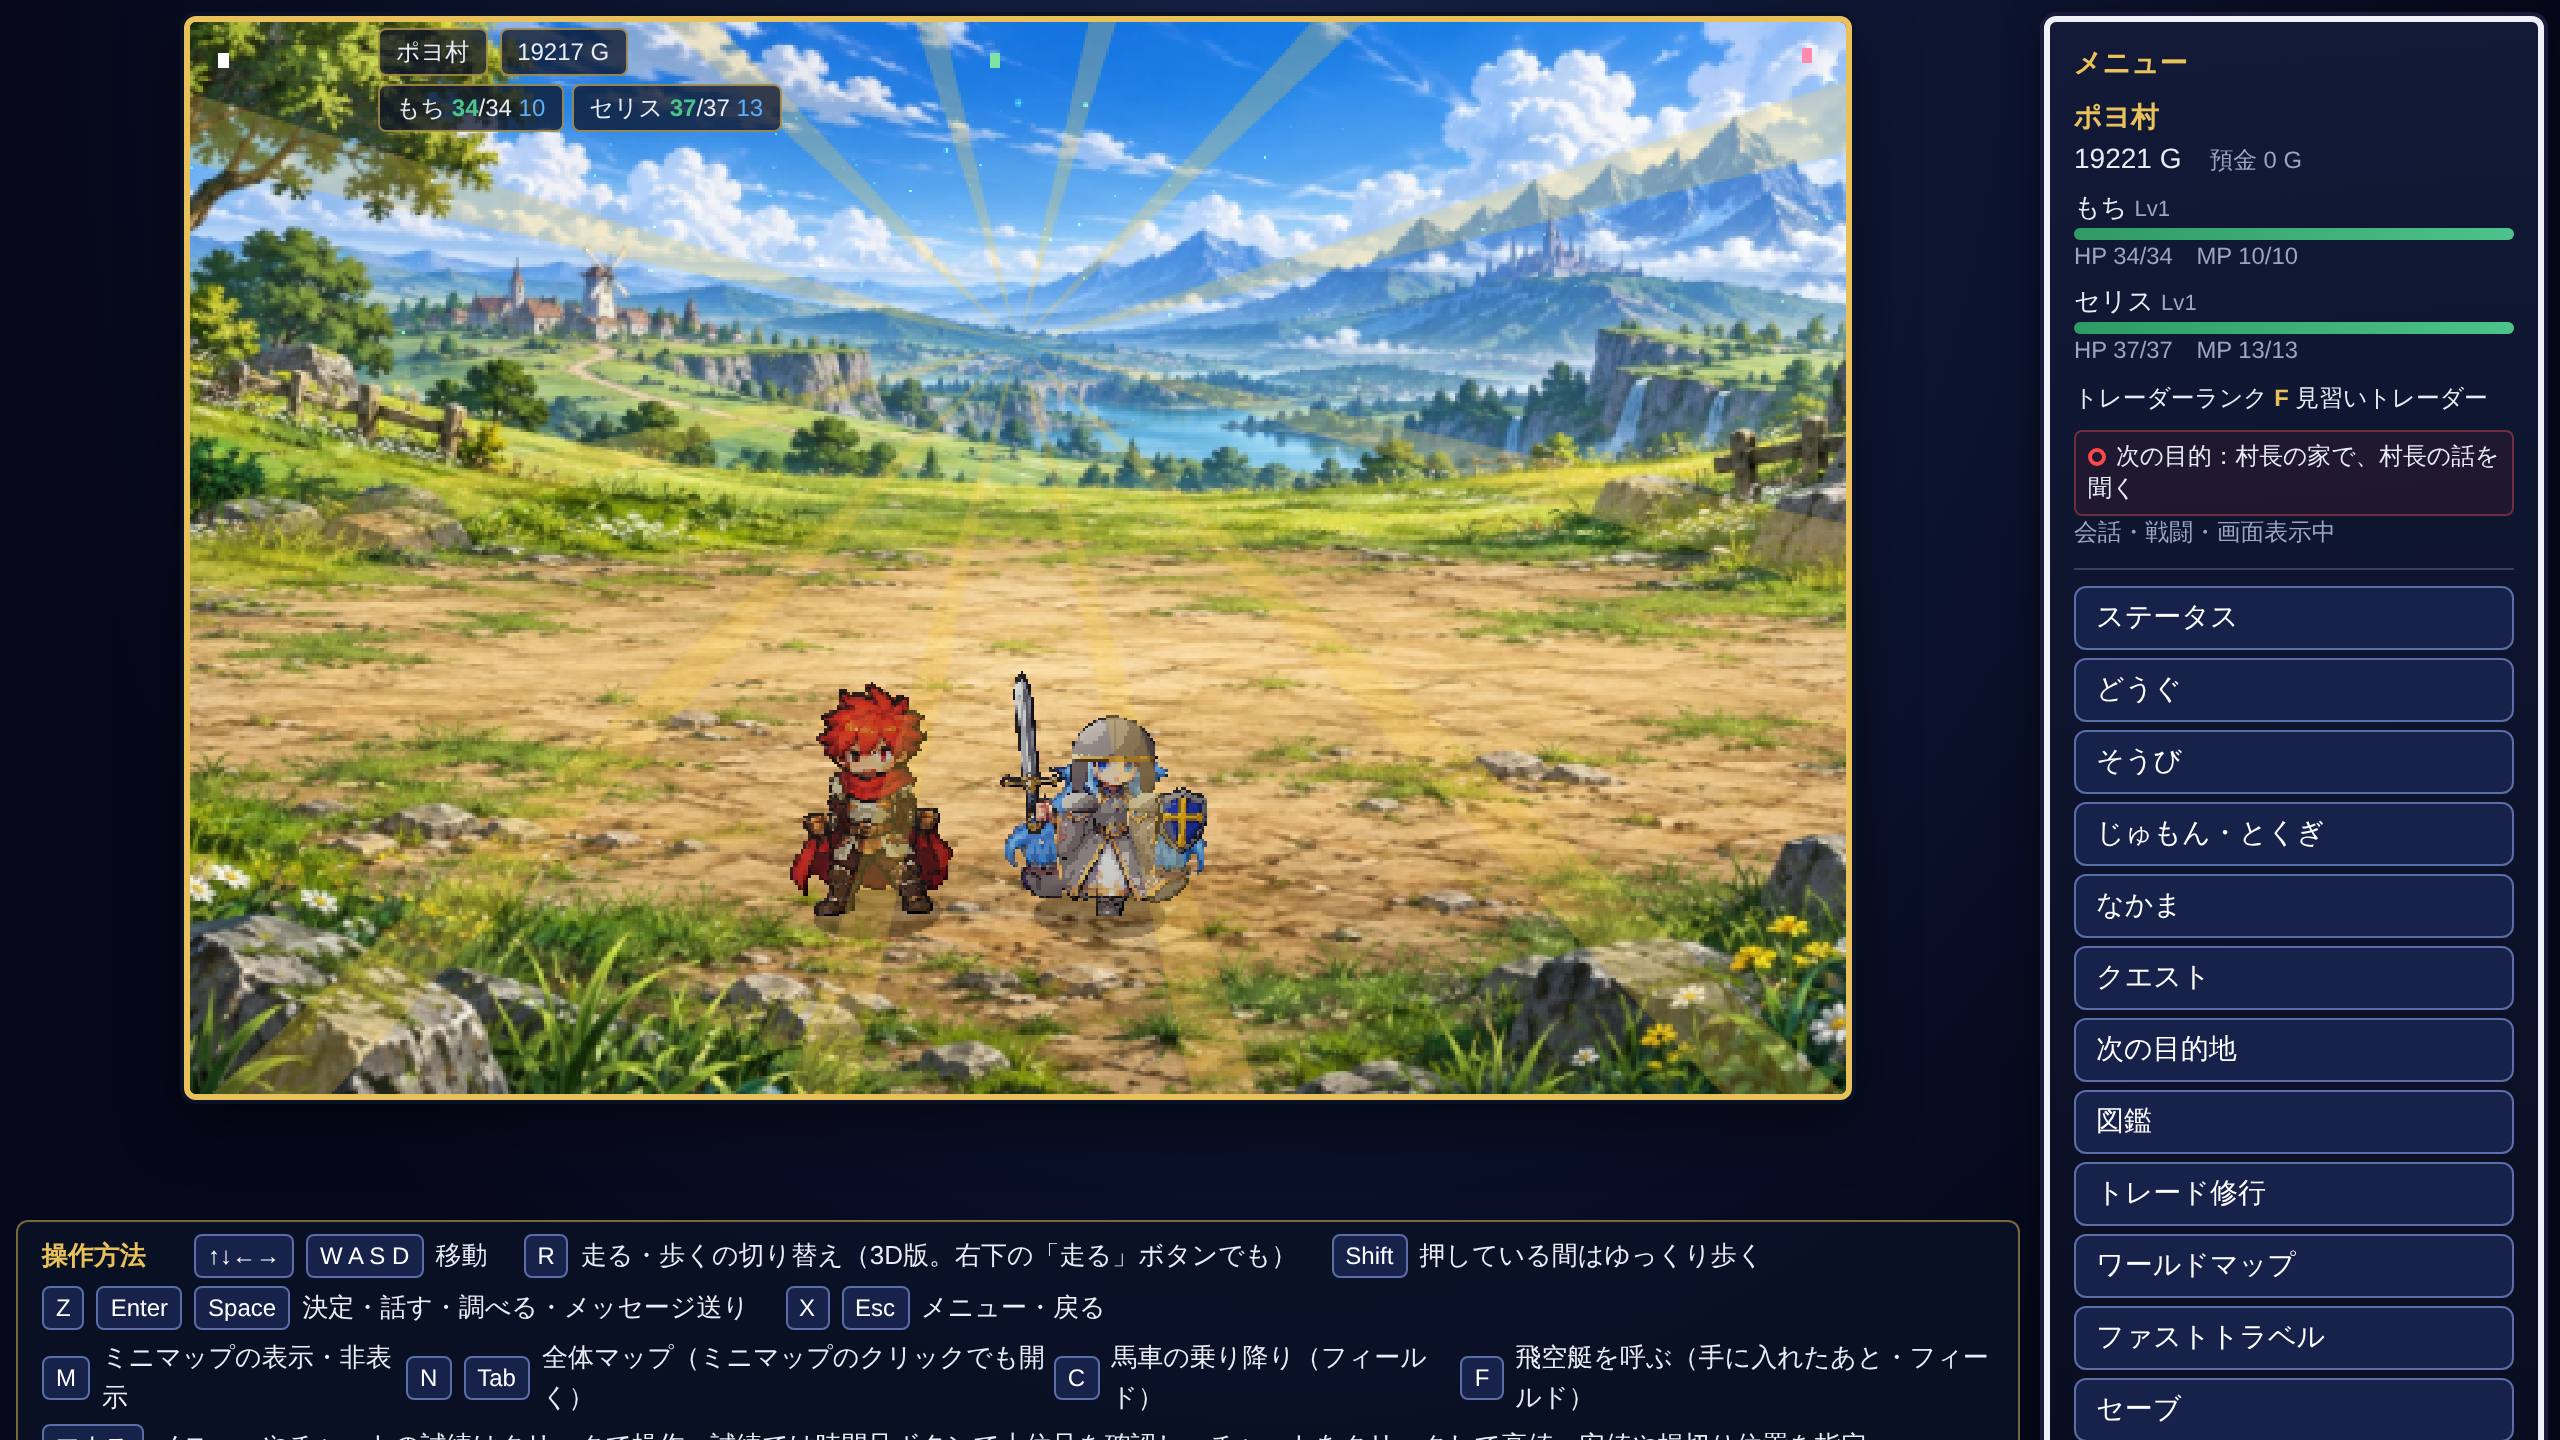 ポヨ村 19217 G
もち 34/34 10 セリス 37/37 13
メニュー
ポヨ村
19221 G 預金 0 G
もち Lv1
HP 34/34 MP 10/10
セリス Lv1
HP 37/37 MP 13/13
トレーダーランク F 見習いトレーダー
次の目的：村長の家で、村長の話を
聞く
会話・戦闘・画面表示中
ステータス
どうぐ
そうび
じゅもん・とくぎ
なかま
クエスト
次の目的地
図鑑
トレード修行
ワールドマップ
ファストトラベル
セーブ
操作方法 ↑↓←→ W A S D 移動 R 走る・歩くの切り替え（3D版。右下の「走る」ボタンでも） Shift 押している間はゆっくり歩く
Z Enter Space 決定・話す・調べる・メッセージ送り X Esc メニュー・戻る
M ミニマップの表示・非表示 N Tab 全体マップ（ミニマップのクリックでも開く） C 馬車の乗り降り（フィールド） F 飛空艇を呼ぶ（手に入れたあと・フィールド）